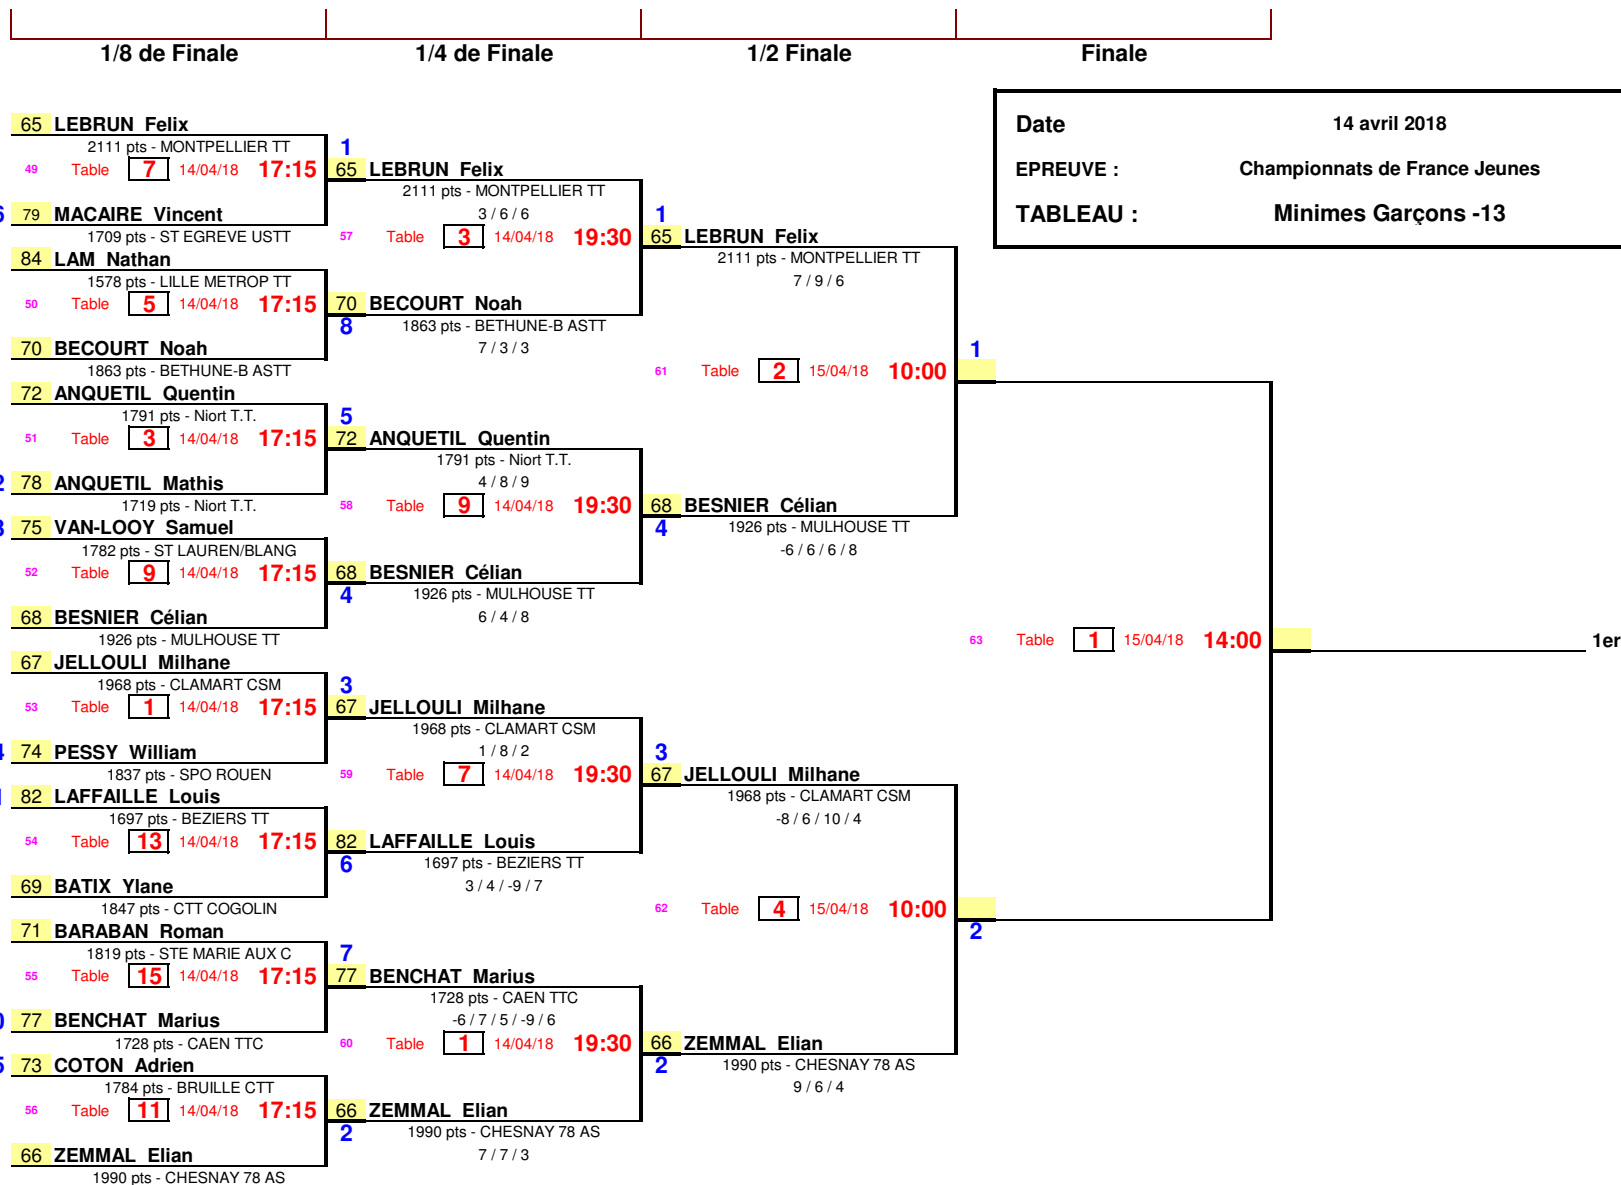 1/8 de Finale 1/4 de Finale 1/2 Finale Finale
Date 14 avril 2018
EPREUVE : Championnats de France Jeunes
TABLEAU : Minimes Garçons -13
65 LEBRUN Felix
2111 pts - MONTPELLIER TT
49 Table 7 14/04/18 17:15
79 MACAIRE Vincent
1709 pts - ST EGREVE USTT
84 LAM Nathan
1578 pts - LILLE METROP TT
50 Table 5 14/04/18 17:15
70 BECOURT Noah
1863 pts - BETHUNE-B ASTT
72 ANQUETIL Quentin
1791 pts - Niort T.T.
51 Table 3 14/04/18 17:15
78 ANQUETIL Mathis
1719 pts - Niort T.T.
75 VAN-LOOY Samuel
1782 pts - ST LAUREN/BLANG
52 Table 9 14/04/18 17:15
68 BESNIER Célian
1926 pts - MULHOUSE TT
67 JELLOULI Milhane
1968 pts - CLAMART CSM
53 Table 1 14/04/18 17:15
74 PESSY William
1837 pts - SPO ROUEN
82 LAFFAILLE Louis
1697 pts - BEZIERS TT
54 Table 13 14/04/18 17:15
69 BATIX Ylane
1847 pts - CTT COGOLIN
71 BARABAN Roman
1819 pts - STE MARIE AUX C
55 Table 15 14/04/18 17:15
77 BENCHAT Marius
1728 pts - CAEN TTC
73 COTON Adrien
1784 pts - BRUILLE CTT
56 Table 11 14/04/18 17:15
66 ZEMMAL Elian
1990 pts - CHESNAY 78 AS
1
65 LEBRUN Felix
2111 pts - MONTPELLIER TT
3 / 6 / 6
57 Table 3 14/04/18 19:30
70 BECOURT Noah
8
1863 pts - BETHUNE-B ASTT
7 / 3 / 3
5
72 ANQUETIL Quentin
1791 pts - Niort T.T.
4 / 8 / 9
58 Table 9 14/04/18 19:30
68 BESNIER Célian
4
1926 pts - MULHOUSE TT
6 / 4 / 8
3
67 JELLOULI Milhane
1968 pts - CLAMART CSM
1 / 8 / 2
59 Table 7 14/04/18 19:30
82 LAFFAILLE Louis
6
1697 pts - BEZIERS TT
3 / 4 / -9 / 7
7
77 BENCHAT Marius
1728 pts - CAEN TTC
-6 / 7 / 5 / -9 / 6
60 Table 1 14/04/18 19:30
66 ZEMMAL Elian
2
1990 pts - CHESNAY 78 AS
7 / 7 / 3
1
65 LEBRUN Felix
2111 pts - MONTPELLIER TT
7 / 9 / 6
61 Table 2 15/04/18 10:00
68 BESNIER Célian
4
1926 pts - MULHOUSE TT
-6 / 6 / 6 / 8
3
67 JELLOULI Milhane
1968 pts - CLAMART CSM
-8 / 6 / 10 / 4
62 Table 4 15/04/18 10:00
66 ZEMMAL Elian
2
1990 pts - CHESNAY 78 AS
9 / 6 / 4
1
63 Table 1 15/04/18 14:00
2
1er